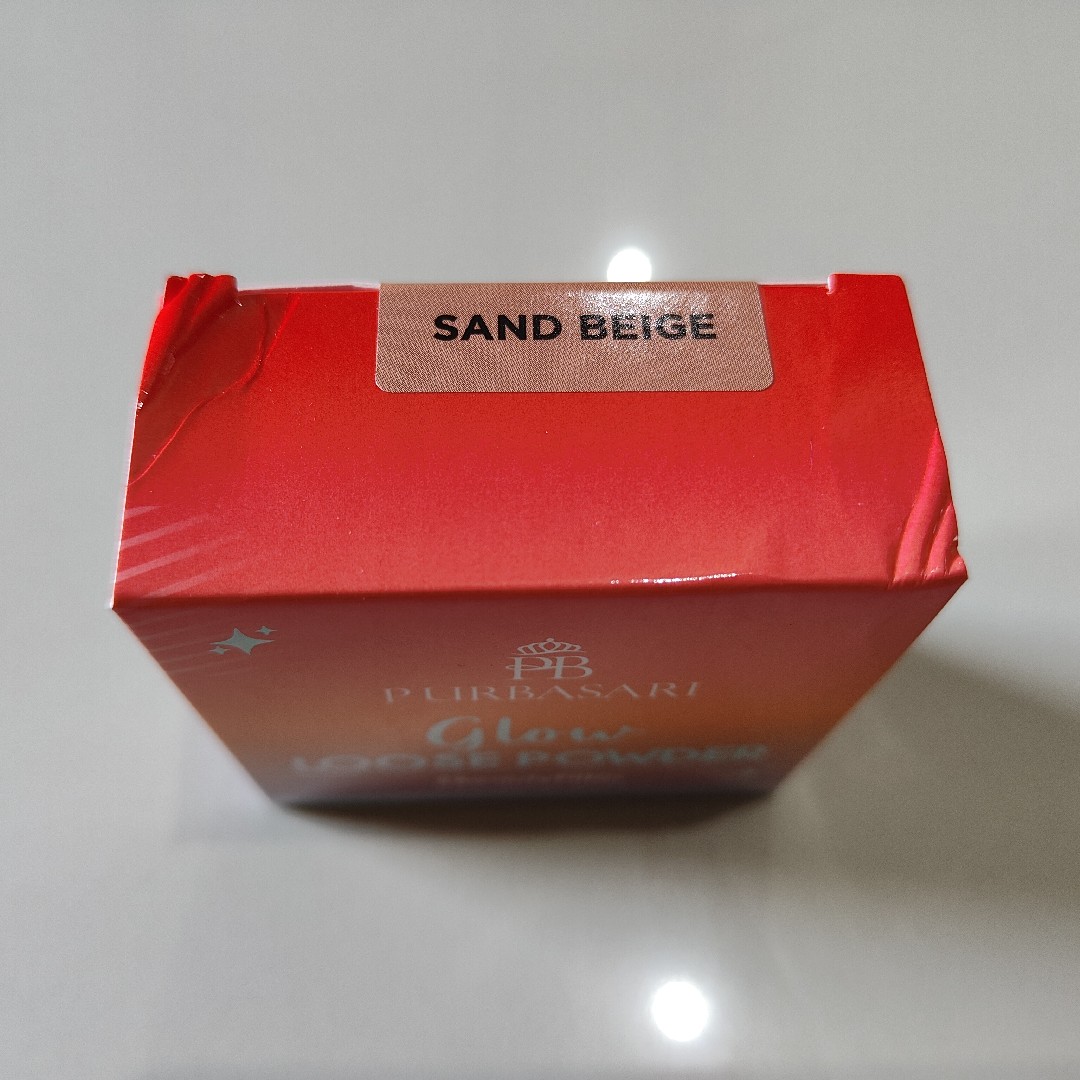 SAND BEIGE
PB
PURBASARI
Glow
LOOSE POWDER